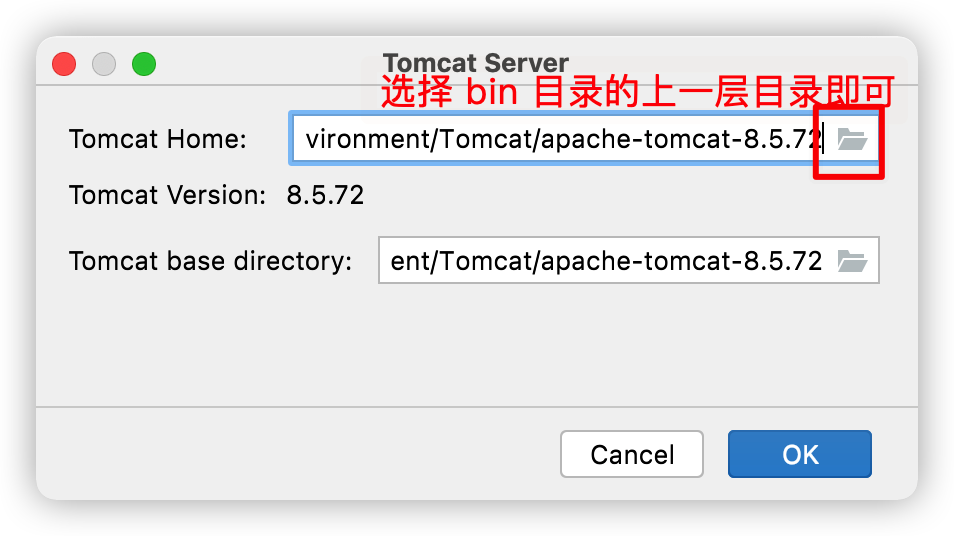 Tomcat Server
选择 bin 目录的上一层目录即可
Tomcat Home: vironment/Tomcat/apache-tomcat-8.5.72
Tomcat Version: 8.5.72
Tomcat base directory: ent/Tomcat/apache-tomcat-8.5.72
Cancel OK